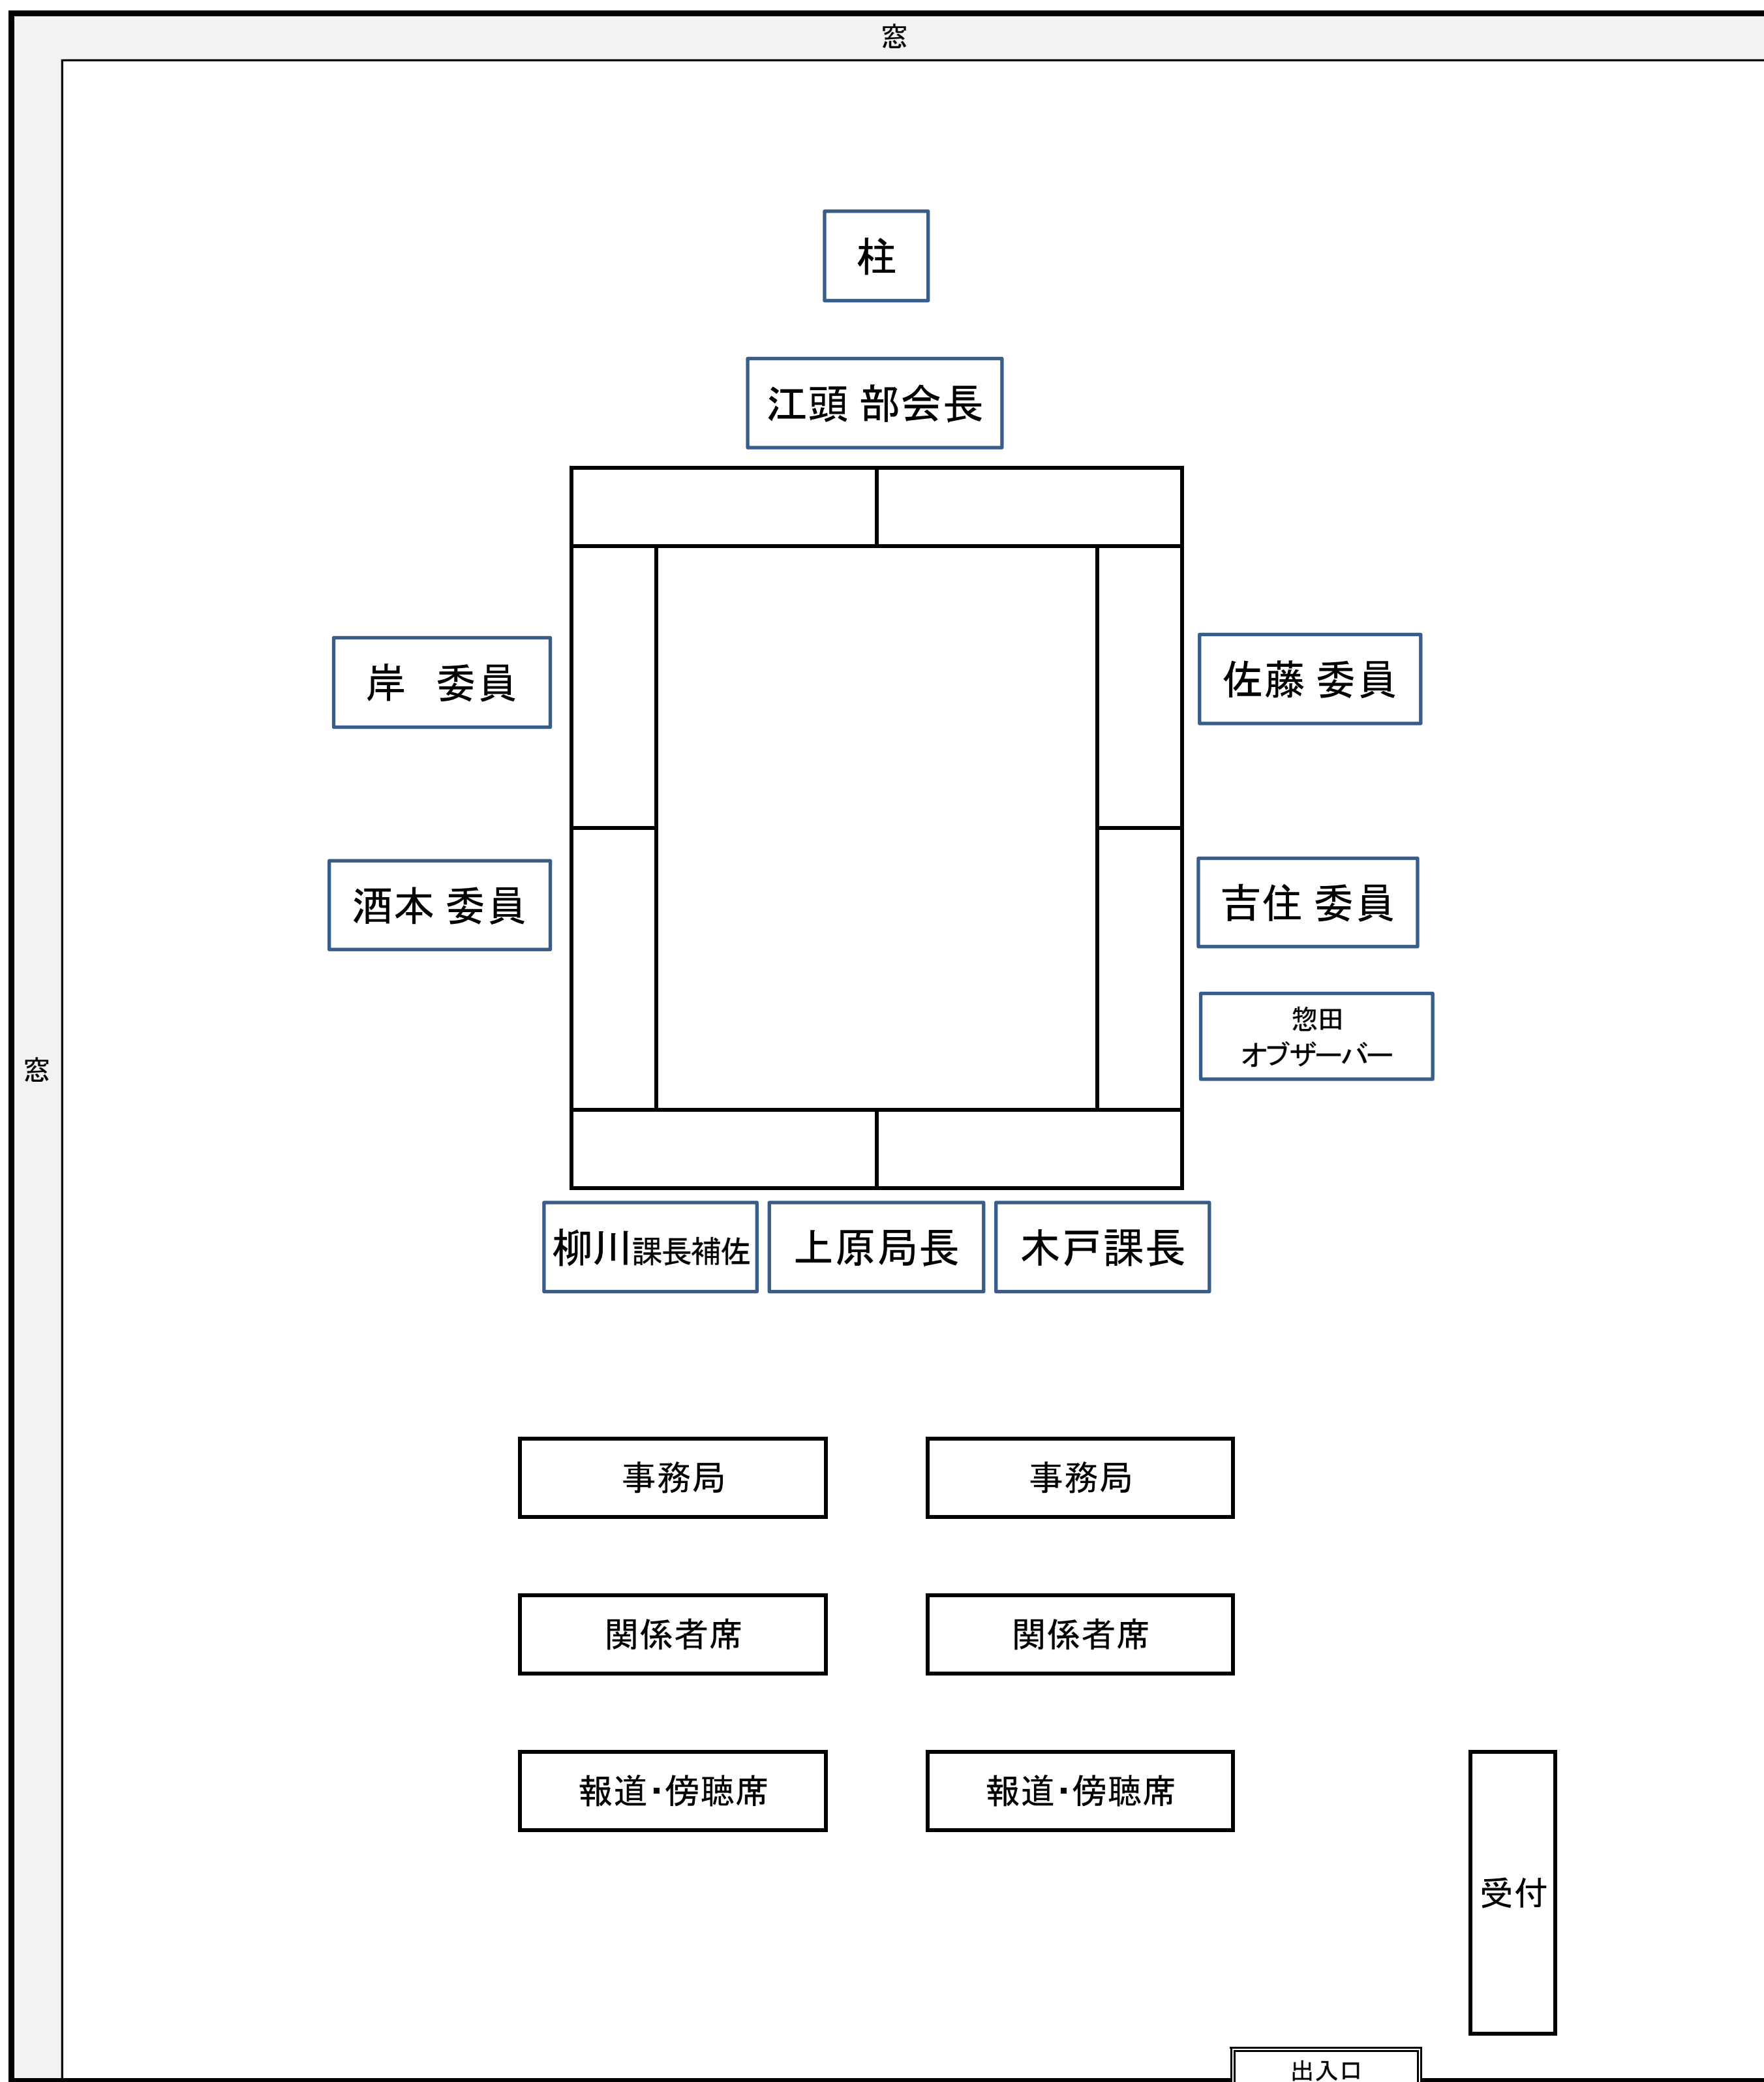 窓
柱
江頭 部会長
岸　委員
佐藤 委員
酒本 委員
吉住 委員
惣田
オブザーバー
窓
柳川課長補佐
上原局長
木戸課長
事務局
事務局
関係者席
関係者席
報道・傍聴席
報道・傍聴席
受付
出入口